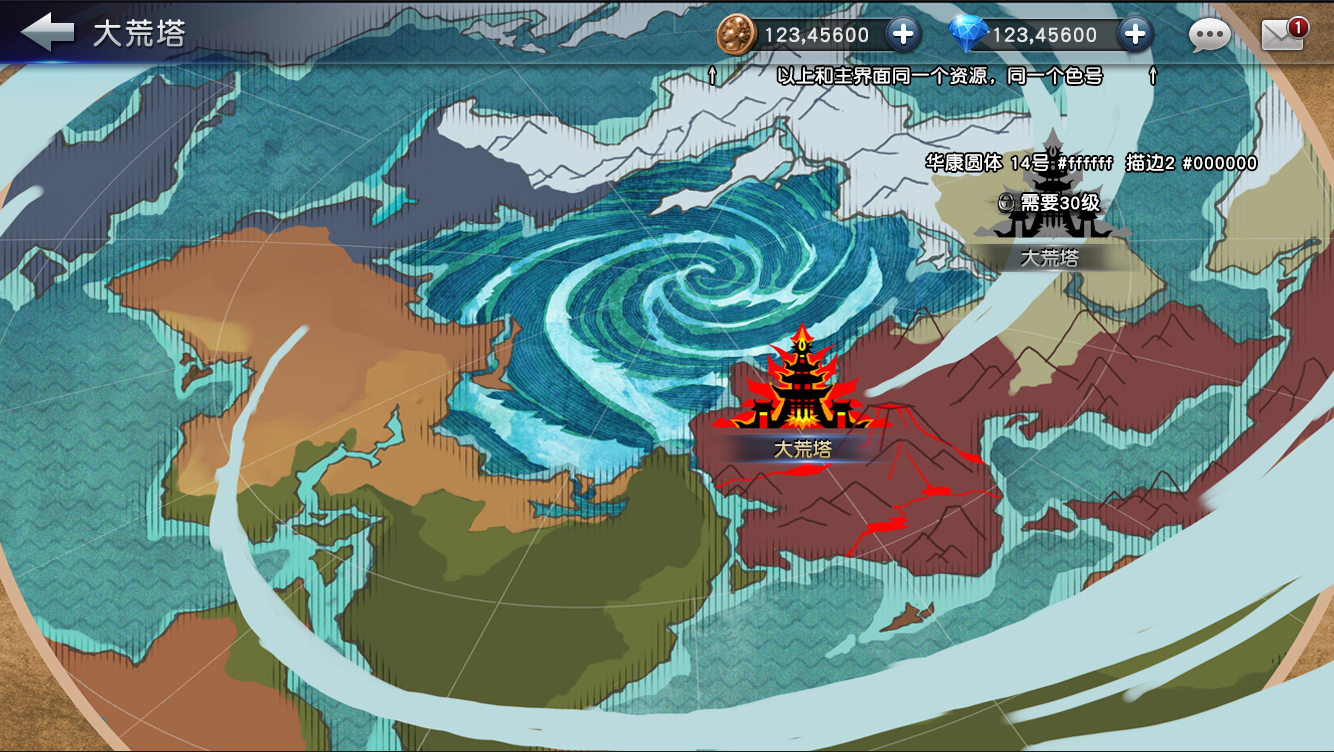 大荒塔
123,45600
123,45600
1
↑ 以上和主界面同一个资源，同一个色号 ↑
华康圆体 14号 #ffffff 描边2 #000000
需要30级
大荒塔
大荒塔